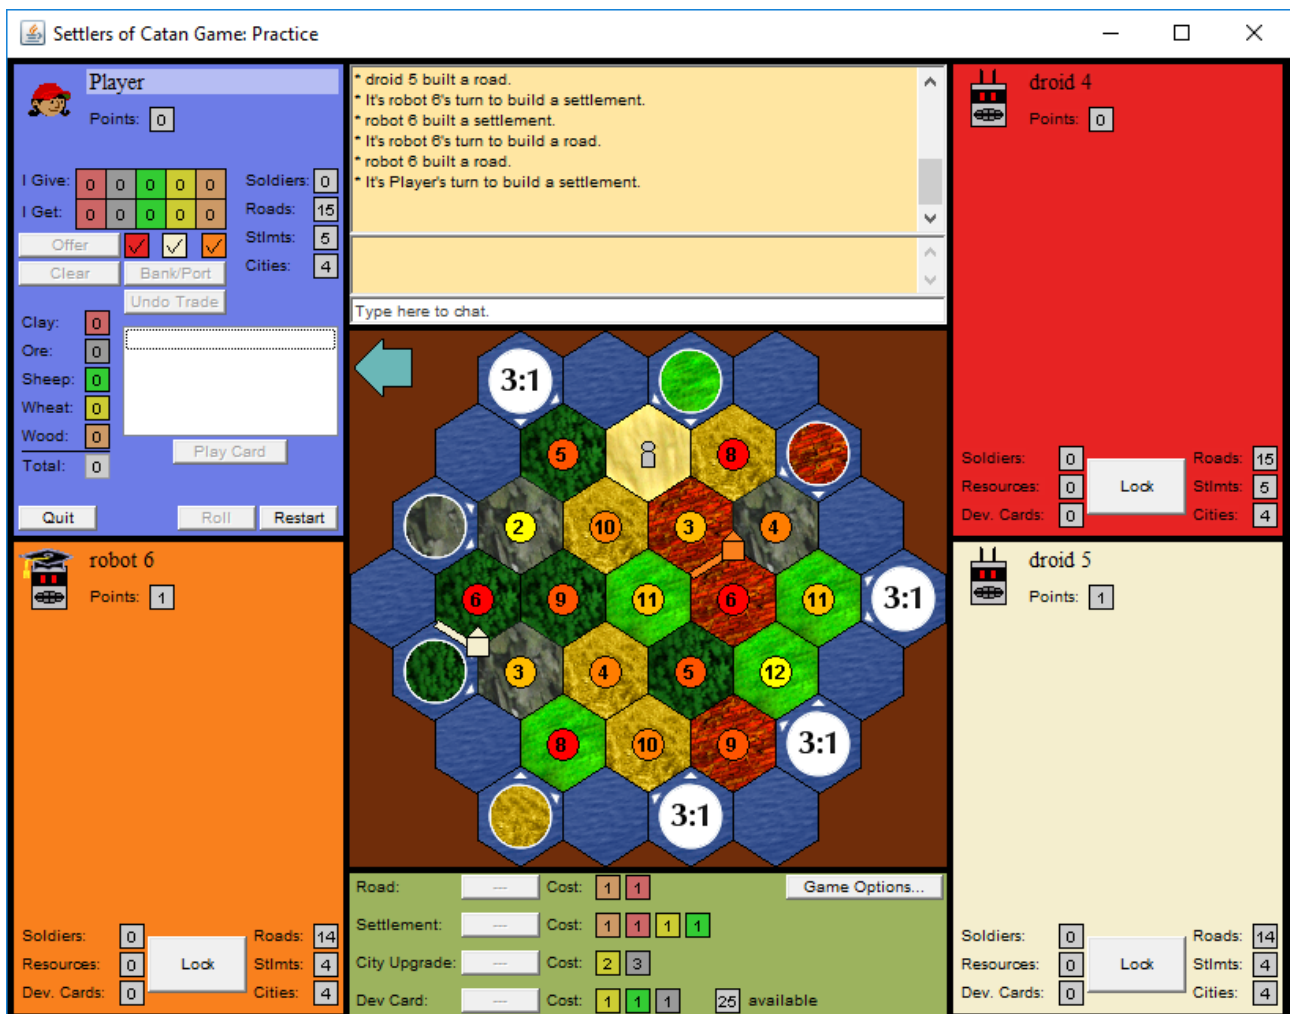 Settlers of Catan Game: Practice
Player
Points: 0
I Give: 0 0 0 0 0
I Get: 0 0 0 0 0
Soldiers: 0
Roads: 15
Stlmts: 5
Cities: 4
Offer
Clear
Bank/Port
Undo Trade
Clay: 0
Ore: 0
Sheep: 0
Wheat: 0
Wood: 0
Total: 0
Play Card
Quit
Roll
Restart
* droid 5 built a road.
* It's robot 6's turn to build a settlement.
* robot 6 built a settlement.
* It's robot 6's turn to build a road.
* robot 6 built a road.
* It's Player's turn to build a settlement.
Type here to chat.
droid 4
Points: 0
Soldiers: 0
Resources: 0
Dev. Cards: 0
Lock
Roads: 15
Stlmts: 5
Cities: 4
3:1
5 8
2 10 3 4
6 9 11 6 11 3:1
3 4 5 12
8 10 9 3:1
3:1
robot 6
Points: 1
Soldiers: 0
Resources: 0
Dev. Cards: 0
Lock
Roads: 14
Stlmts: 4
Cities: 4
droid 5
Points: 1
Soldiers: 0
Resources: 0
Dev. Cards: 0
Lock
Roads: 14
Stlmts: 4
Cities: 4
Road: --- Cost: 1 1
Game Options...
Settlement: --- Cost: 1 1 1 1
City Upgrade: --- Cost: 2 3
Dev Card: --- Cost: 1 1 1 25 available